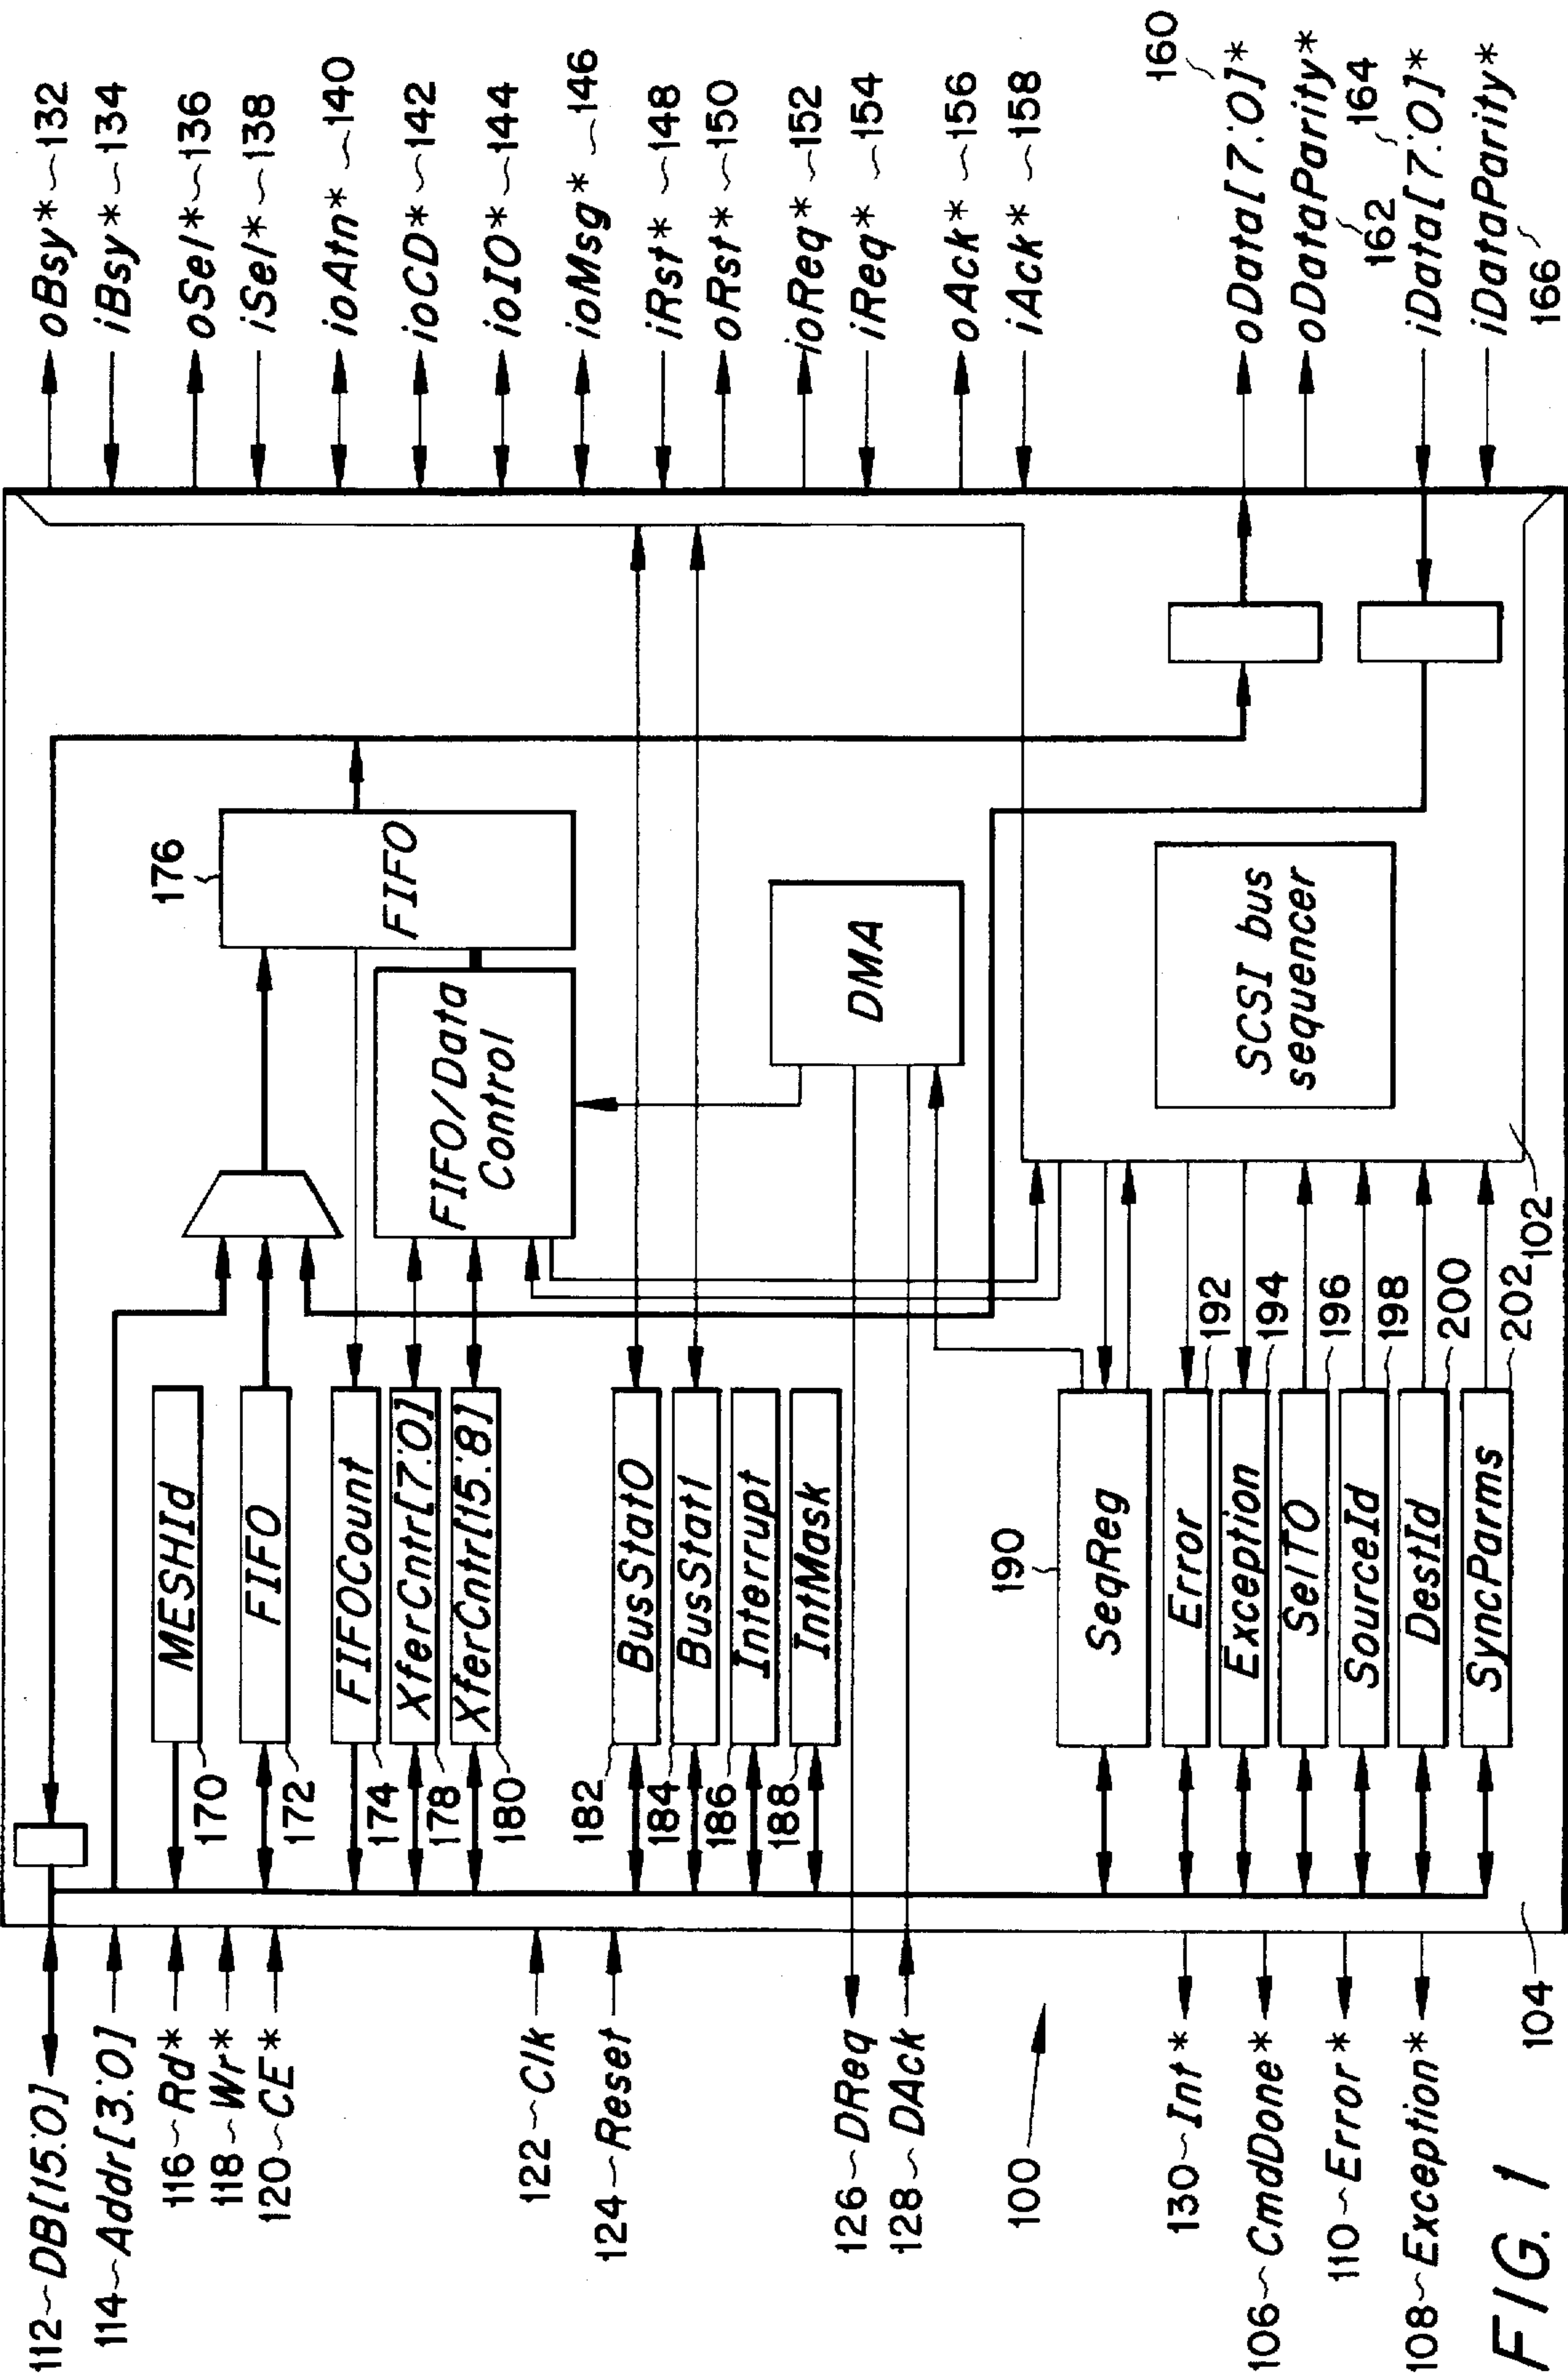 112~DB[15:0]
114~Addr[3:0]
116~Rd*
118~Wr*
120~CE*
122~Clk
124~Reset
126~DReq
128~DAck
100
130~Int*
106~CmdDone*
110~Error*
108~Exception*
104
MESHId
170
FIFO
172
FIFOCount
174
XferCntr[7:0]
178
XferCntr[15:8]
180
182
BusStat0
184
BusStat1
186
Interrupt
188
IntMask
190
SeqReg
Error
192
Exception
194
SelTO
196
SourceId
198
DestId
200
SyncParms
202
102
176
FIFO
FIFO/Data
Control
DMA
SCSI bus
sequencer
oBsy*~132
iBsy*~134
oSel*~136
iSel*~138
ioAtn*~140
ioCD*~142
ioIO*~144
ioMsg*~146
iRst*~148
oRst*~150
ioReq*~152
iReq*~154
oAck*~156
iAck*~158
160
oData[7:0]*
oDataParity*
162
164
iData[7:0]*
iDataParity*
166
FIG. 1